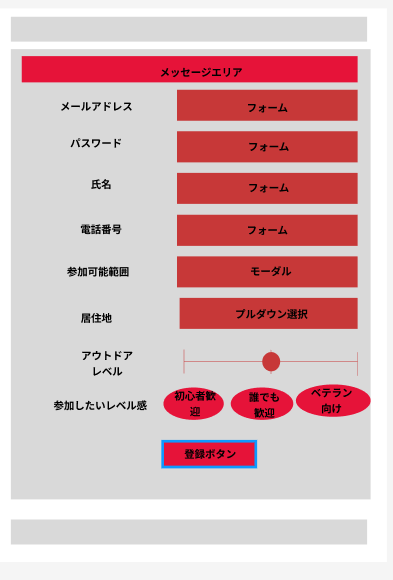 メッセージエリア
メールアドレス
フォーム
パスワード
フォーム
氏名
フォーム
電話番号
フォーム
参加可能範囲
モーダル
居住地
プルダウン選択
アウトドア
レベル
参加したいレベル感
初心者歓
迎
誰でも
歓迎
ベテラン
向け
登録ボタン